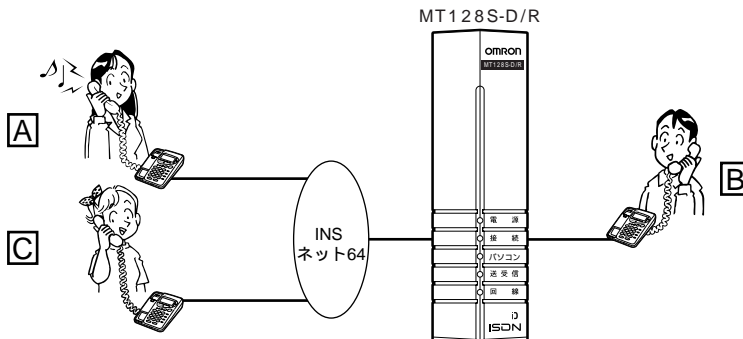 MT128S-D/R
OMRON
MT128S-D/R
A
B
C
INS
ネット64
電 源
接 続
パソコン
送受信
回 線
ISDN